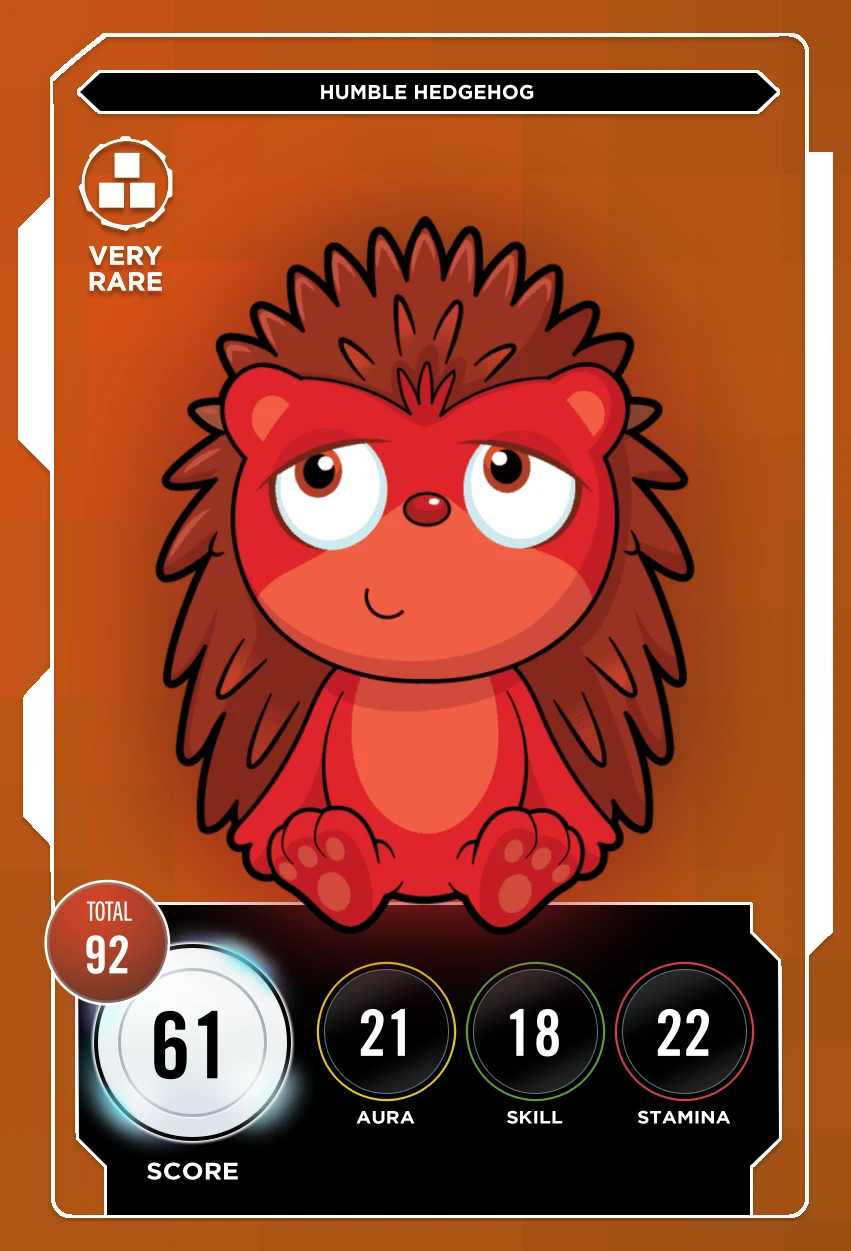 HUMBLE HEDGEHOG
VERY
RARE
TOTAL
92
61
SCORE
21
AURA
18
SKILL
22
STAMINA